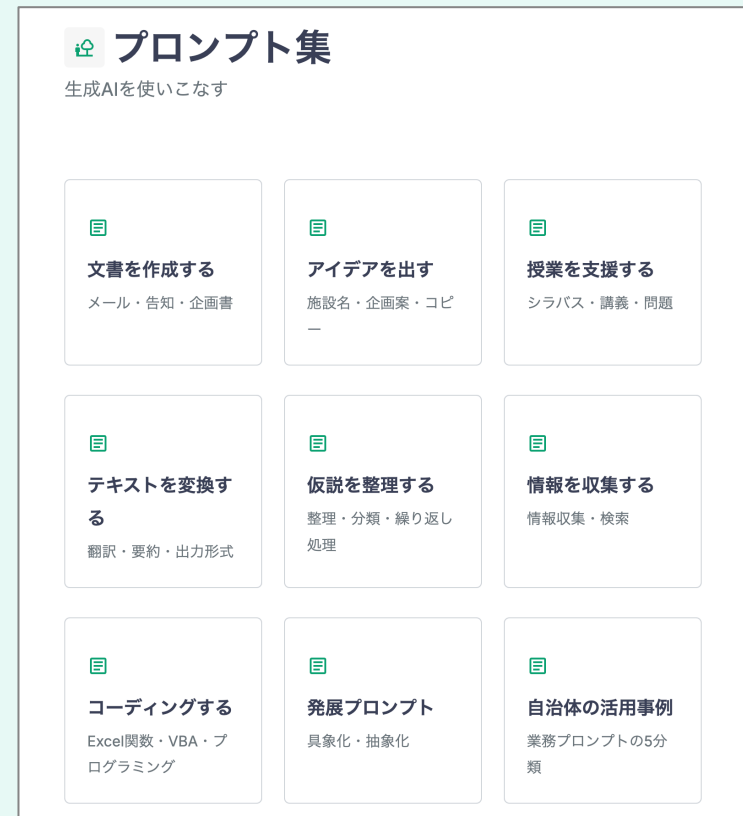 プロンプト集
生成AIを使いこなす
文書を作成する
メール・告知・企画書
アイデアを出す
施設名・企画案・コピ
ー
授業を支援する
シラバス・講義・問題
テキストを変換す
る
翻訳・要約・出力形式
仮説を整理する
整理・分類・繰り返し
処理
情報を収集する
情報収集・検索
コーディングする
Excel関数・VBA・プ
ログラミング
発展プロンプト
具象化・抽象化
自治体の活用事例
業務プロンプトの5分
類